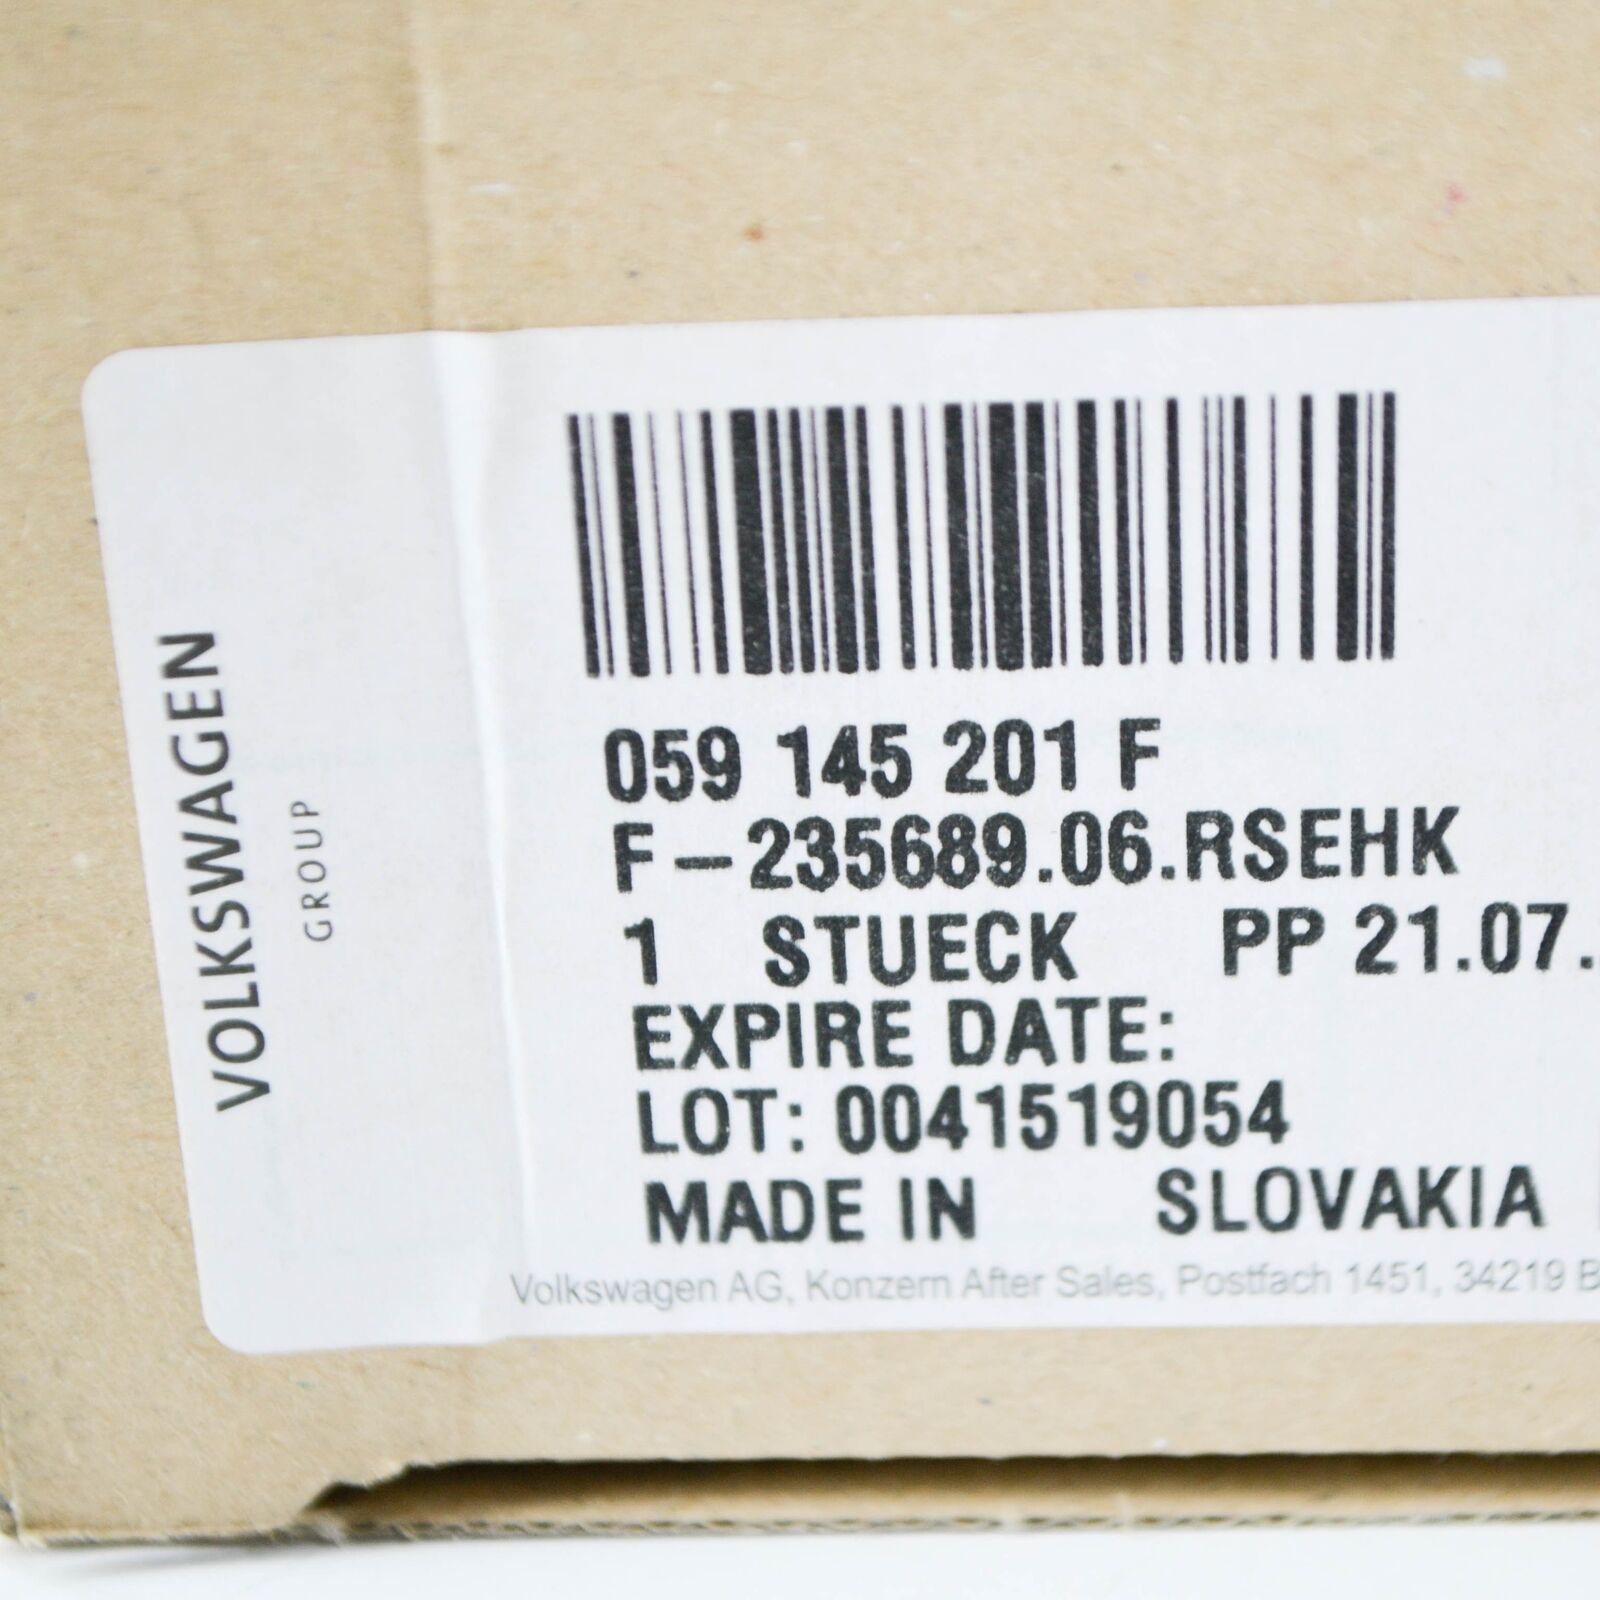 VOLKSWAGEN
GROUP
059 145 201 F
F-235689.06.RSEHK
1 STUECK PP 21.07.
EXPIRE DATE:
LOT: 0041519054
MADE IN SLOVAKIA
Volkswagen AG, Konzern After Sales, Postfach 1451, 34219 B